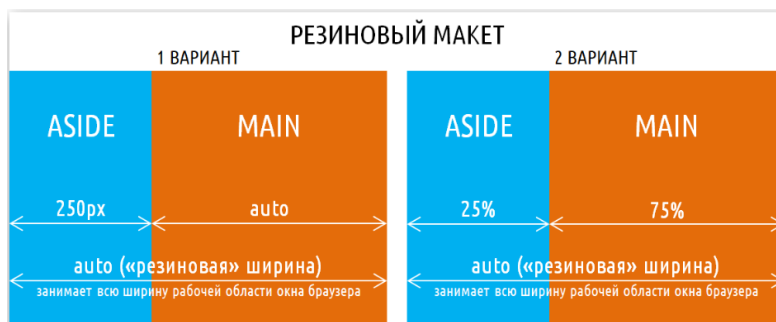 РЕЗИНОВЫЙ МАКЕТ
1 ВАРИАНТ
ASIDE MAIN
250px auto
auto («резиновая» ширина)
занимает всю ширину рабочей области окна браузера
2 ВАРИАНТ
ASIDE MAIN
25% 75%
auto («резиновая» ширина)
занимает всю ширину рабочей области окна браузера